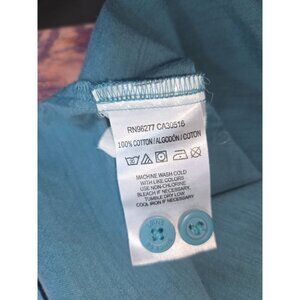 RN96277 CA30516
100% COTTON/ALGODÓN/COTON
MACHINE WASH COLD
WITH LIKE COLORS
USE NON-CHLORINE
BLEACH IF NECESSARY.
TUMBLE DRY LOW
COOL IRON IF NECESSARY